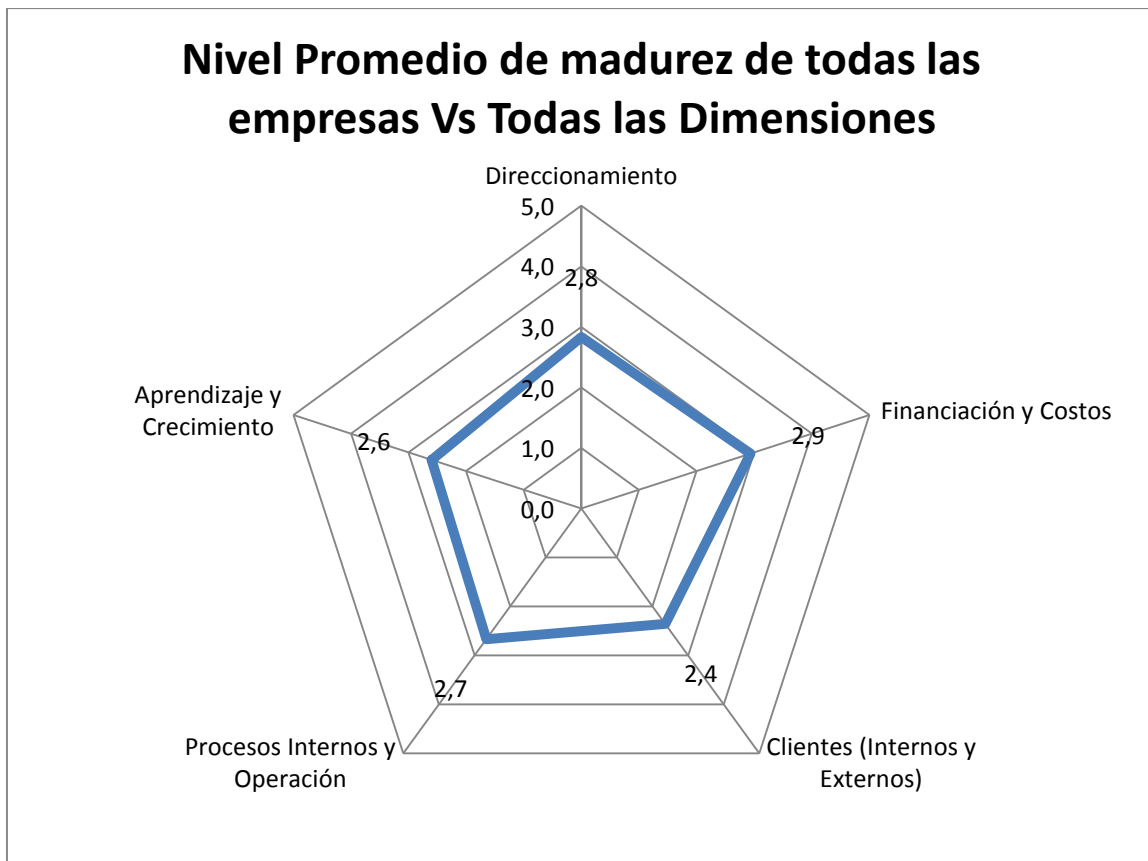 Nivel Promedio de madurez de todas las
empresas Vs Todas las Dimensiones
Direccionamiento
5,0
4,0
2,8
3,0
2,0
1,0
0,0
Aprendizaje y
Crecimiento
2,6
Financiación y Costos
2,9
2,7
2,4
Procesos Internos y
Operación
Clientes (Internos y
Externos)